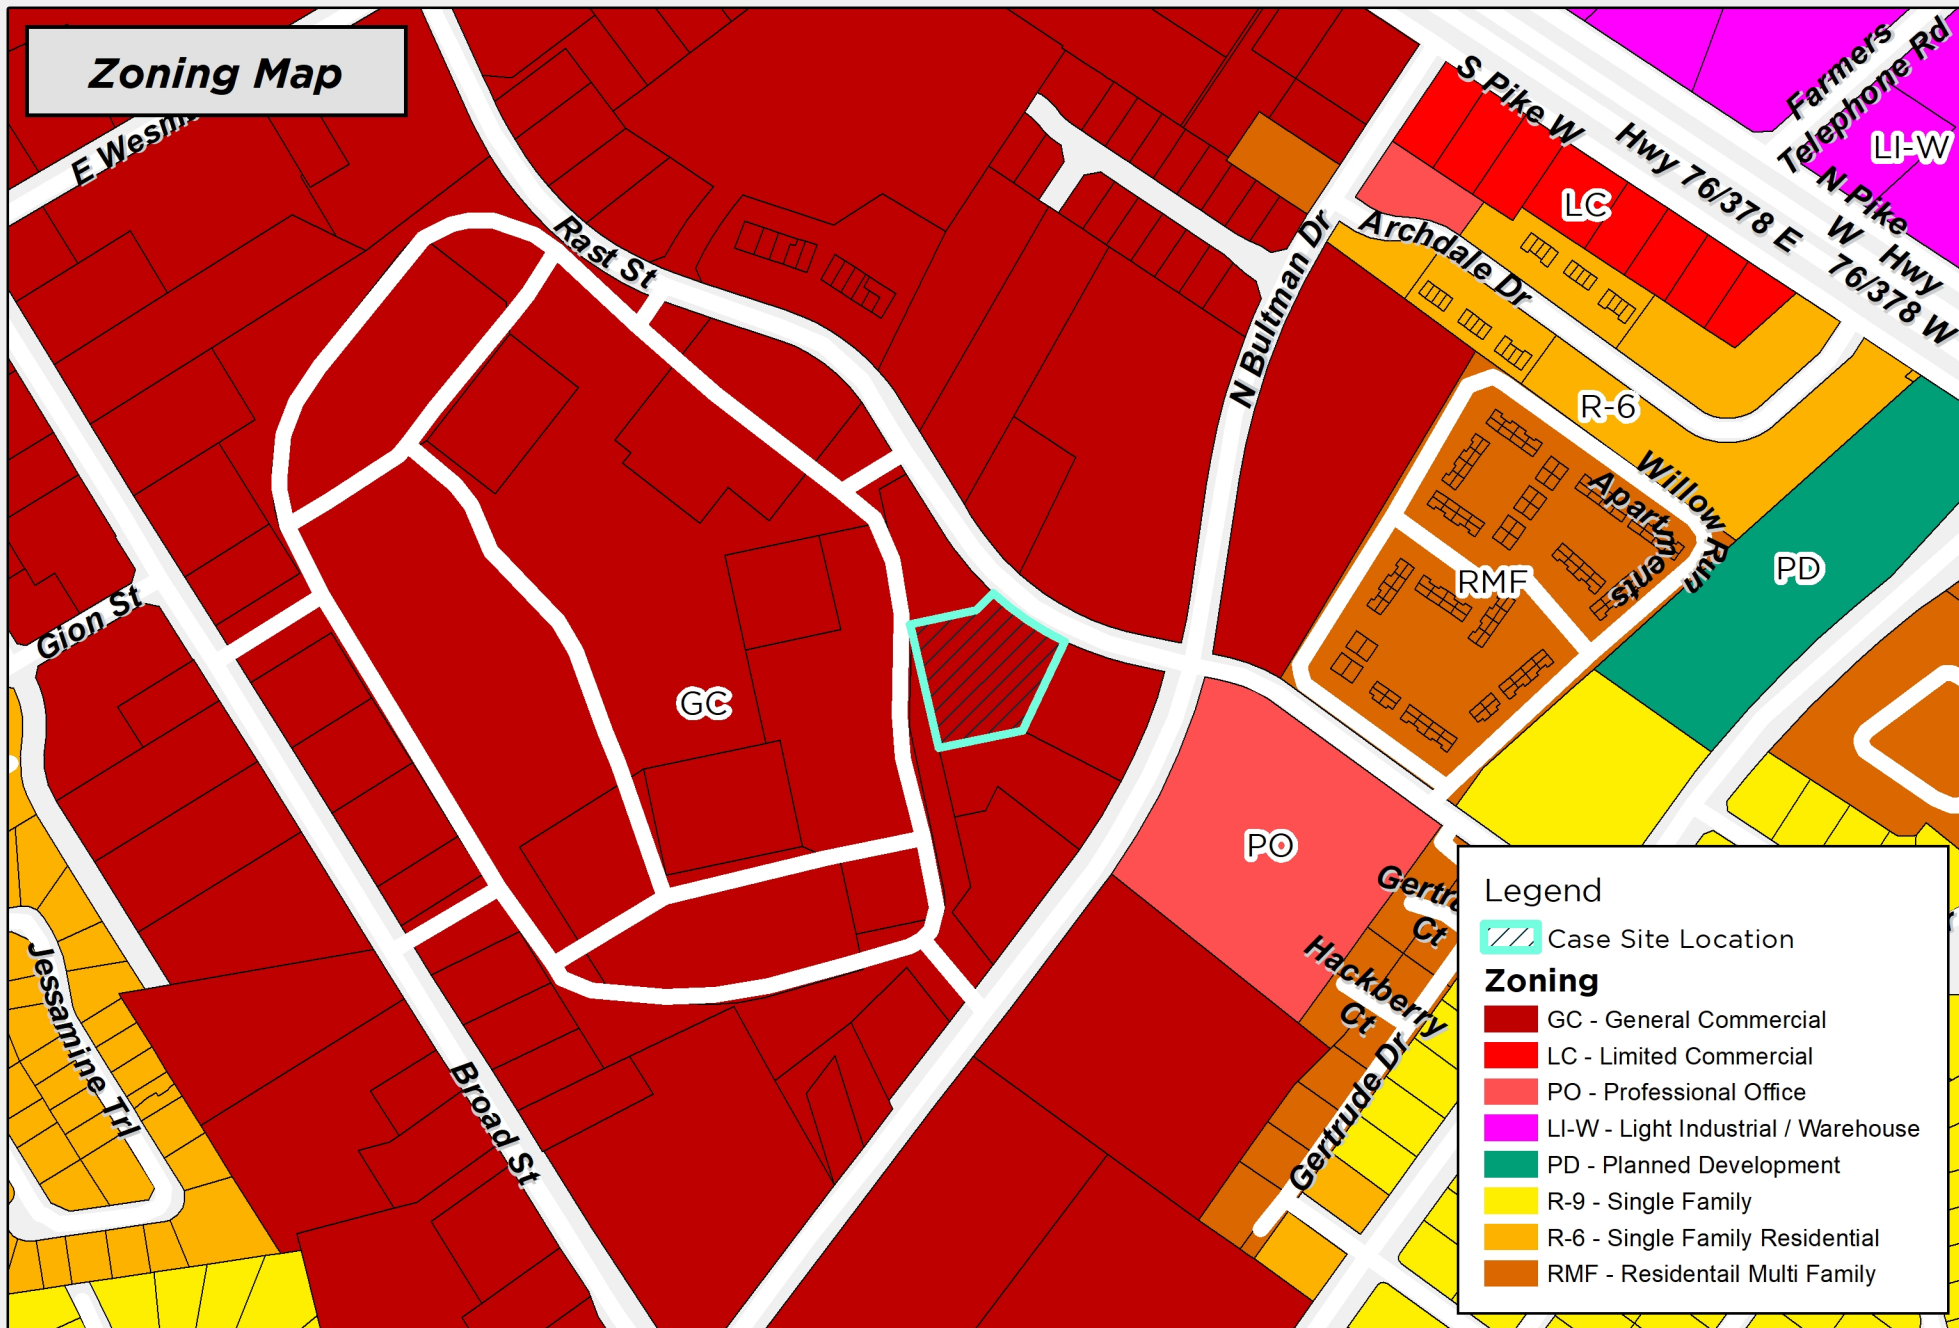 Zoning Map
E Wesm
Rast St
N Bultman Dr
Archdale Dr
S Pike W
Hwy 76/378 E
Farmers
Telephone Rd
N Pike
W Hwy
76/378 W
LI-W
LC
R-6
Willow Run
Apartments
RMF
PD
Gion St
GC
PO
Gertr
Ct
Hackberry
Ct
Gertrude Dr
Jessamine Trl
Broad St
Legend
Case Site Location
Zoning
GC - General Commercial
LC - Limited Commercial
PO - Professional Office
LI-W - Light Industrial / Warehouse
PD - Planned Development
R-9 - Single Family
R-6 - Single Family Residential
RMF - Residentail Multi Family